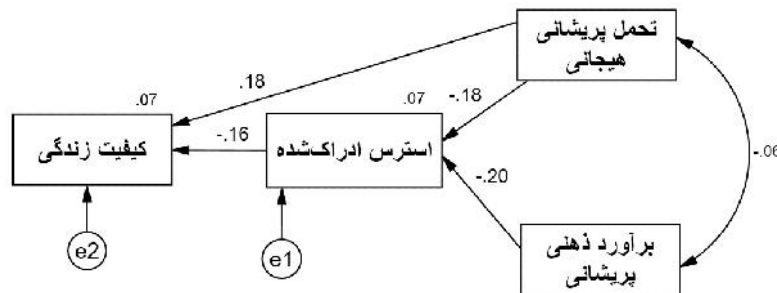 تحمل پریشانی
هیجانی
.18
-.18
.07
.07
کیفیت زندگی
-.16
استرس ادراک‌شده
-.06
-.20
e2
e1
برآورد ذهنی
پریشانی